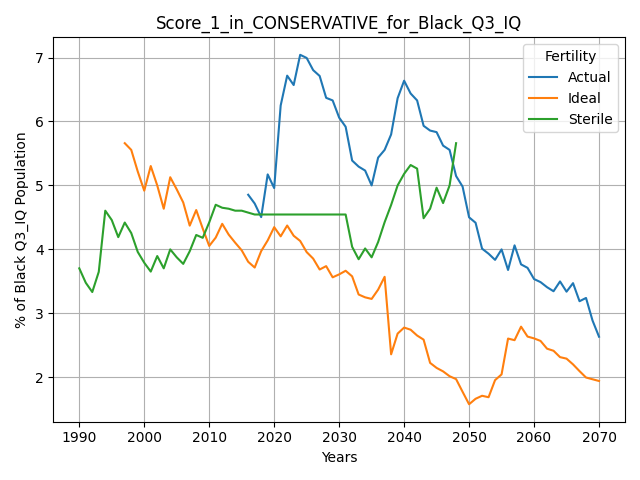 Score_1_in_CONSERVATIVE_for_Black_Q3_IQ
% of Black Q3_IQ Population
7
6
5
4
3
2
Fertility
Actual
Ideal
Sterile
1990 2000 2010 2020 2030 2040 2050 2060 2070
Years